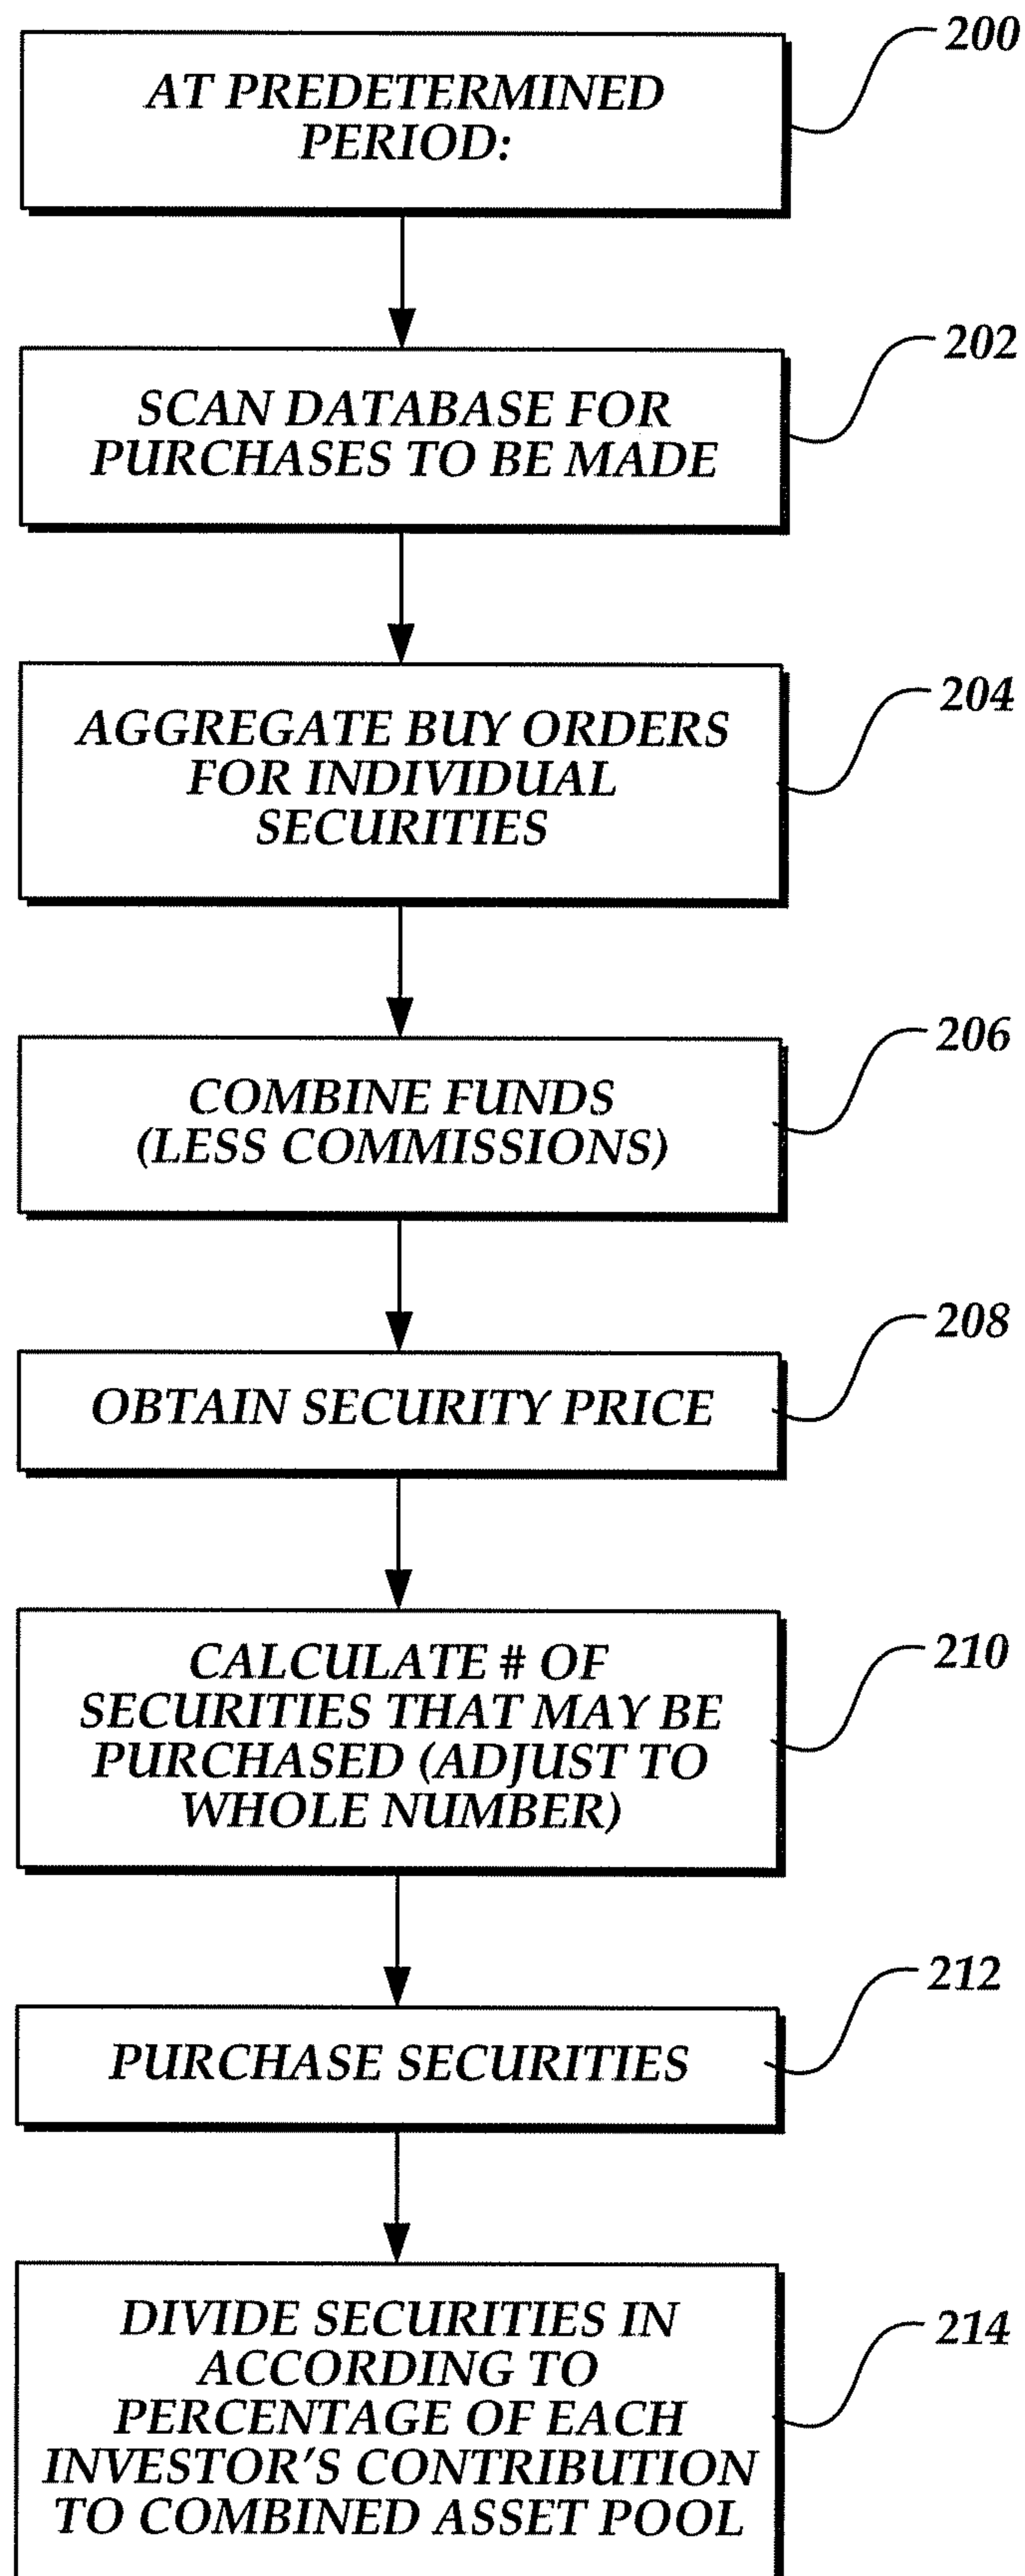 200
AT PREDETERMINED
PERIOD:
202
SCAN DATABASE FOR
PURCHASES TO BE MADE
204
AGGREGATE BUY ORDERS
FOR INDIVIDUAL
SECURITIES
206
COMBINE FUNDS
(LESS COMMISSIONS)
208
OBTAIN SECURITY PRICE
210
CALCULATE # OF
SECURITIES THAT MAY BE
PURCHASED (ADJUST TO
WHOLE NUMBER)
212
PURCHASE SECURITIES
214
DIVIDE SECURITIES IN
ACCORDING TO
PERCENTAGE OF EACH
INVESTOR'S CONTRIBUTION
TO COMBINED ASSET POOL